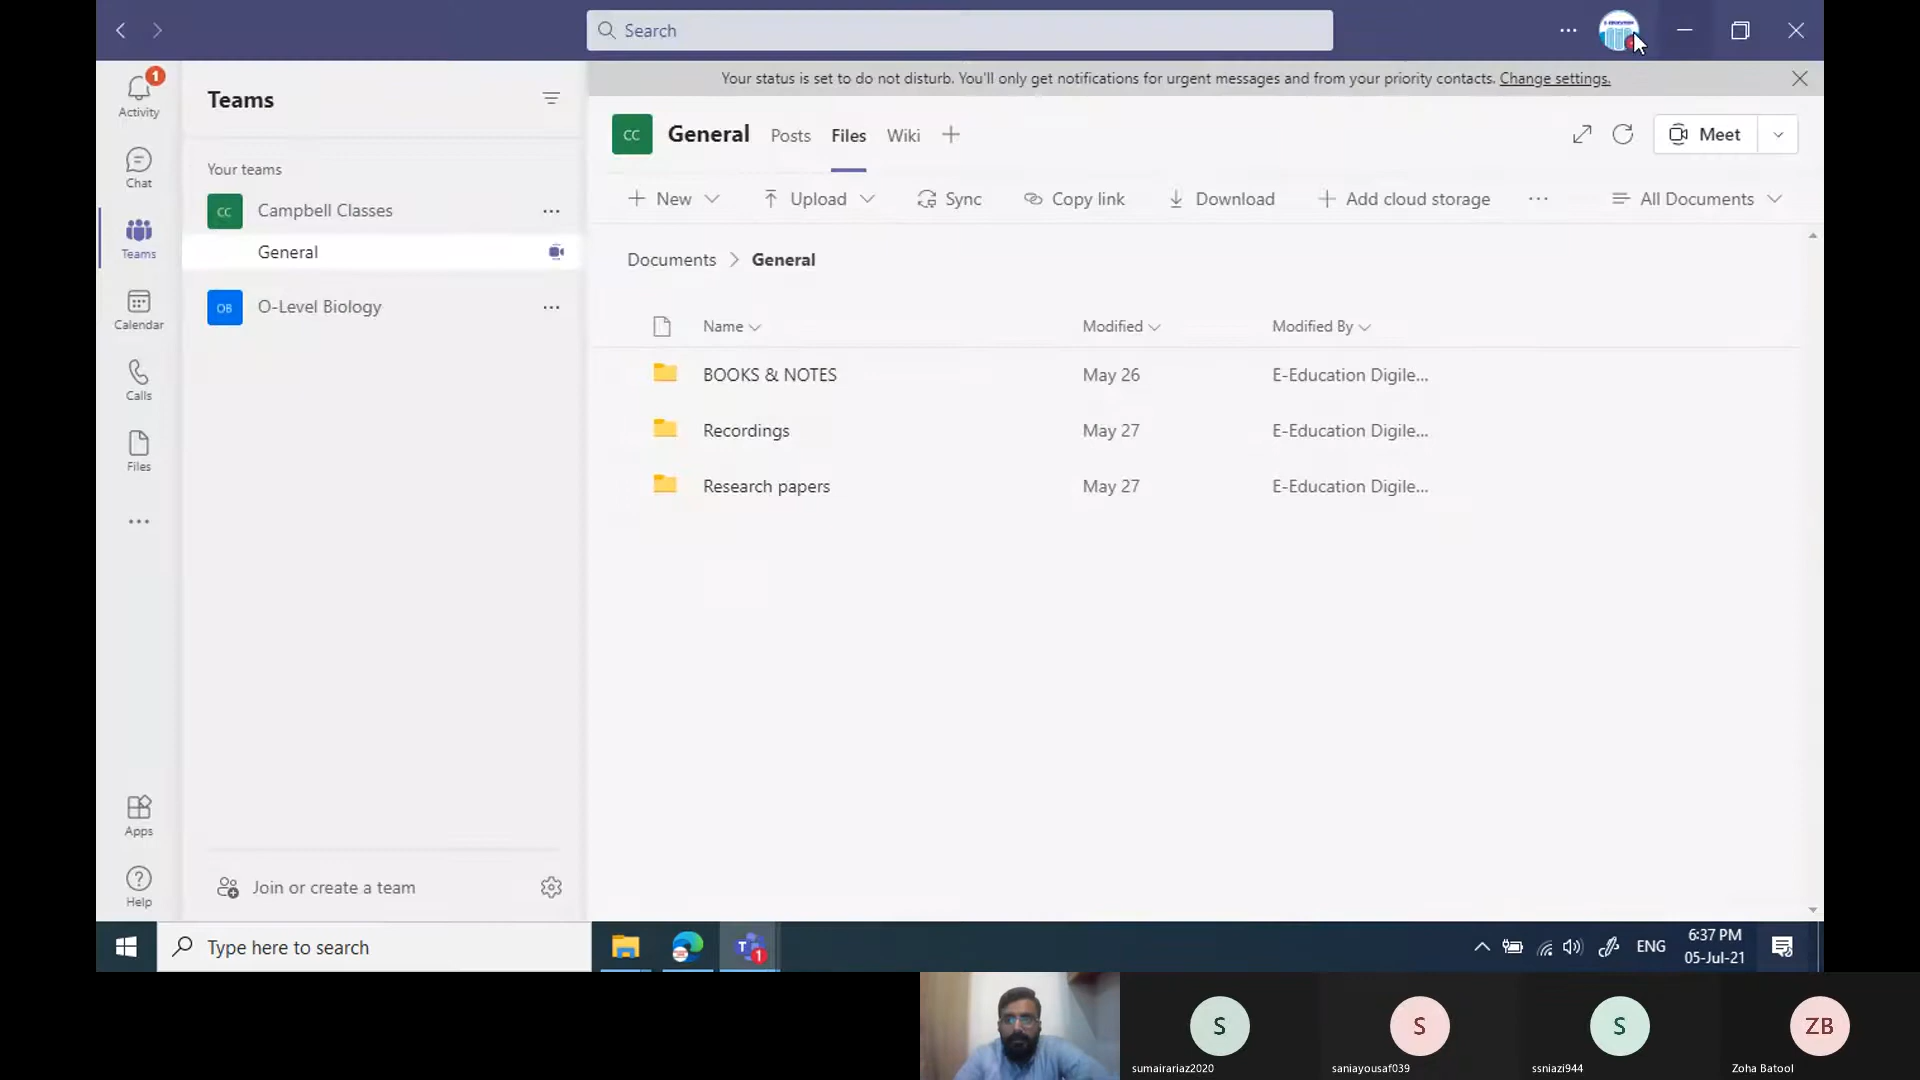 Search
E-EDUCATION
Your status is set to do not disturb. You'll only get notifications for urgent messages and from your priority contacts. Change settings.
1
Activity
Chat
Teams
Calendar
Calls
Files
Apps
Help
Teams
Your teams
CC Campbell Classes
General
OB O-Level Biology
Join or create a team
CC General Posts Files Wiki
Meet
New Upload Sync Copy link Download Add cloud storage All Documents
Documents > General
Name Modified Modified By
BOOKS & NOTES May 26 E-Education Digile...
Recordings May 27 E-Education Digile...
Research papers May 27 E-Education Digile...
Type here to search
T 1
ENG
6:37 PM
05-Jul-21
S S S ZB
sumairariaz2020 saniayousaf039 ssniazi944 Zoha Batool